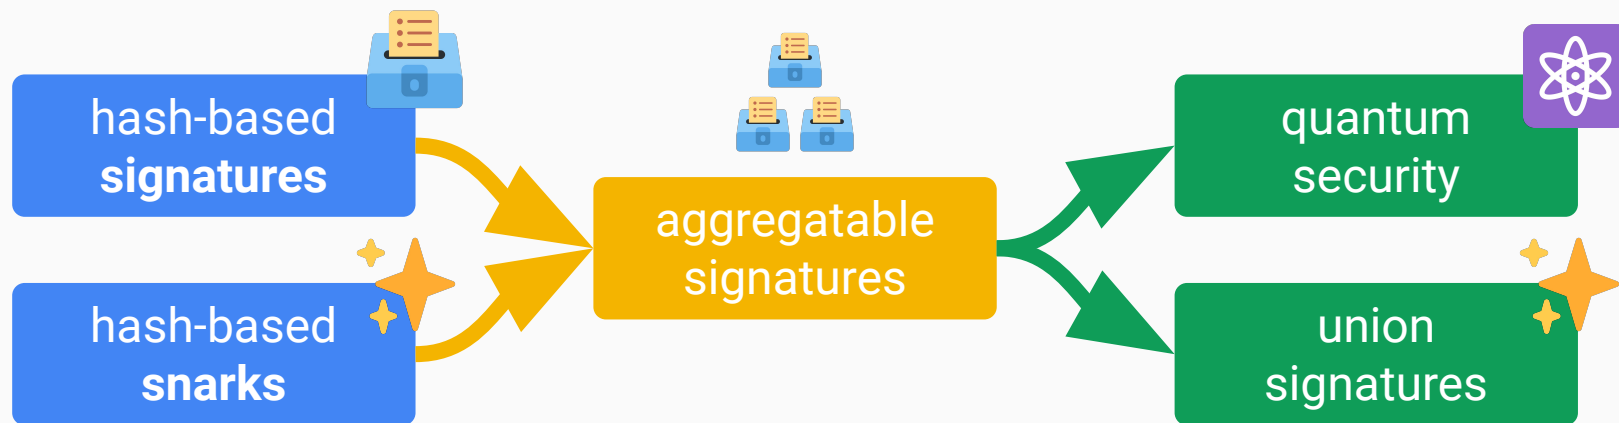 hash-based
signatures
hash-based
snarks
aggregatable
signatures
quantum
security
union
signatures